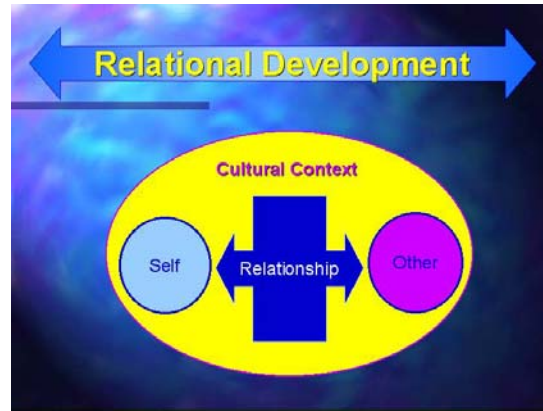 Relational Development
Cultural Context
Self
Relationship
Other